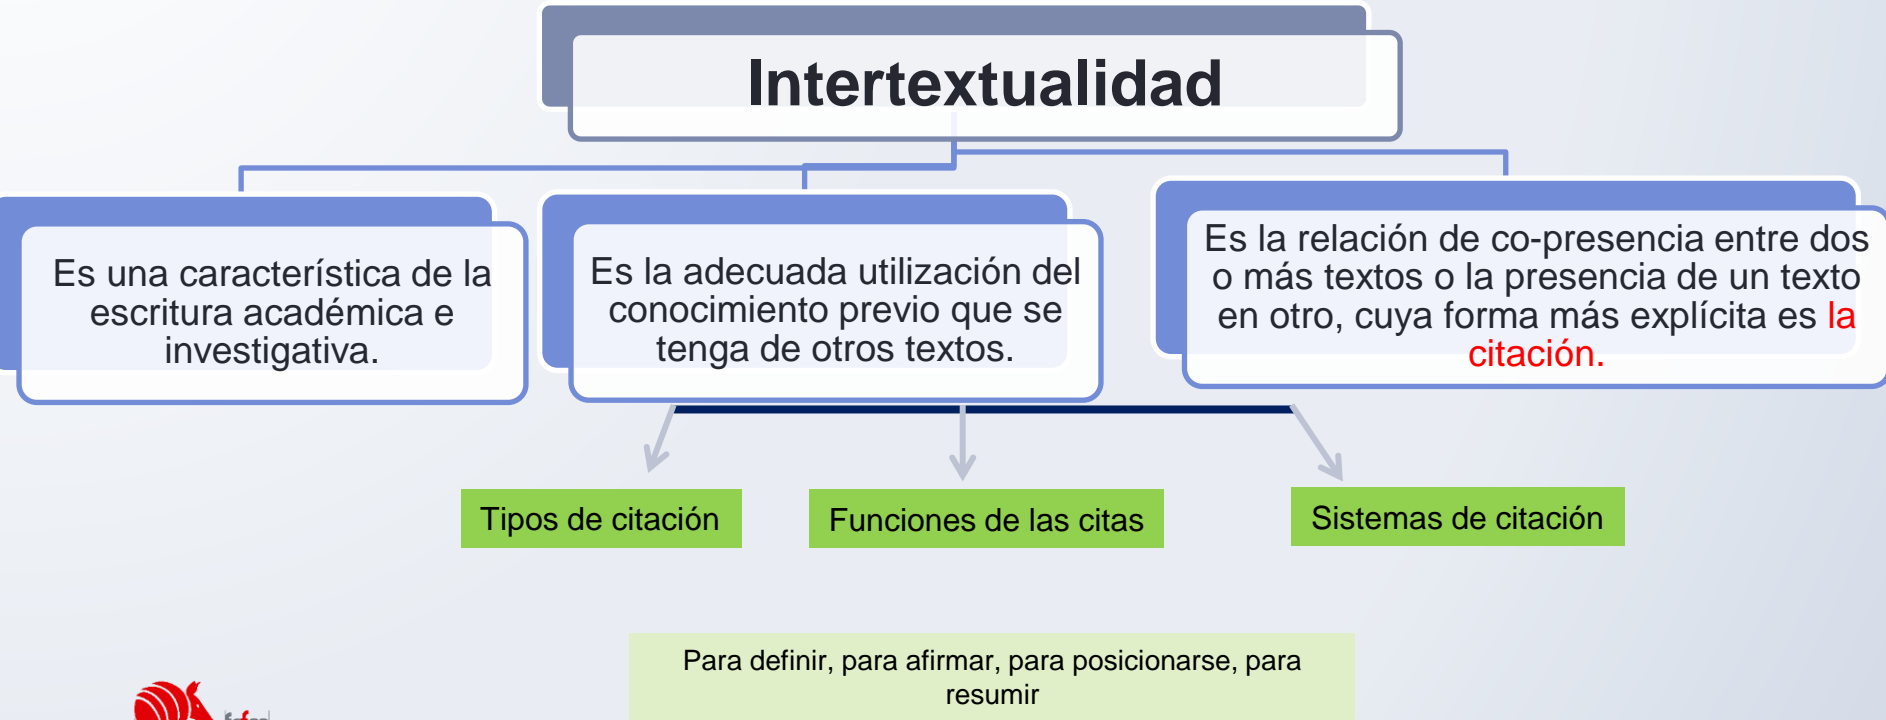 Intertextualidad
Es una característica de la
escritura académica e
investigativa.
Es la adecuada utilización del
conocimiento previo que se
tenga de otros textos.
Es la relación de co-presencia entre dos
o más textos o la presencia de un texto
en otro, cuya forma más explícita es la
citación.
Tipos de citación
Funciones de las citas
Sistemas de citación
Para definir, para afirmar, para posicionarse, para
resumir